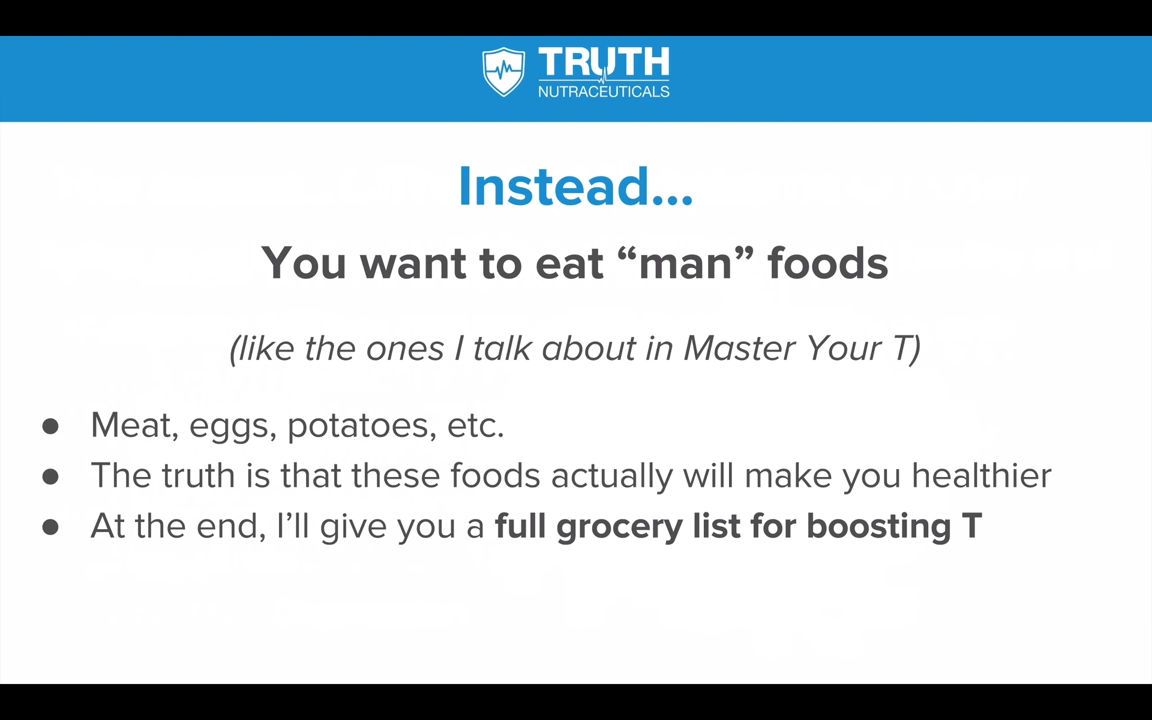 TRUTH
NUTRACEUTICALS
Instead...
You want to eat “man” foods
(like the ones I talk about in Master Your T)
● Meat, eggs, potatoes, etc.
● The truth is that these foods actually will make you healthier
● At the end, I’ll give you a full grocery list for boosting T